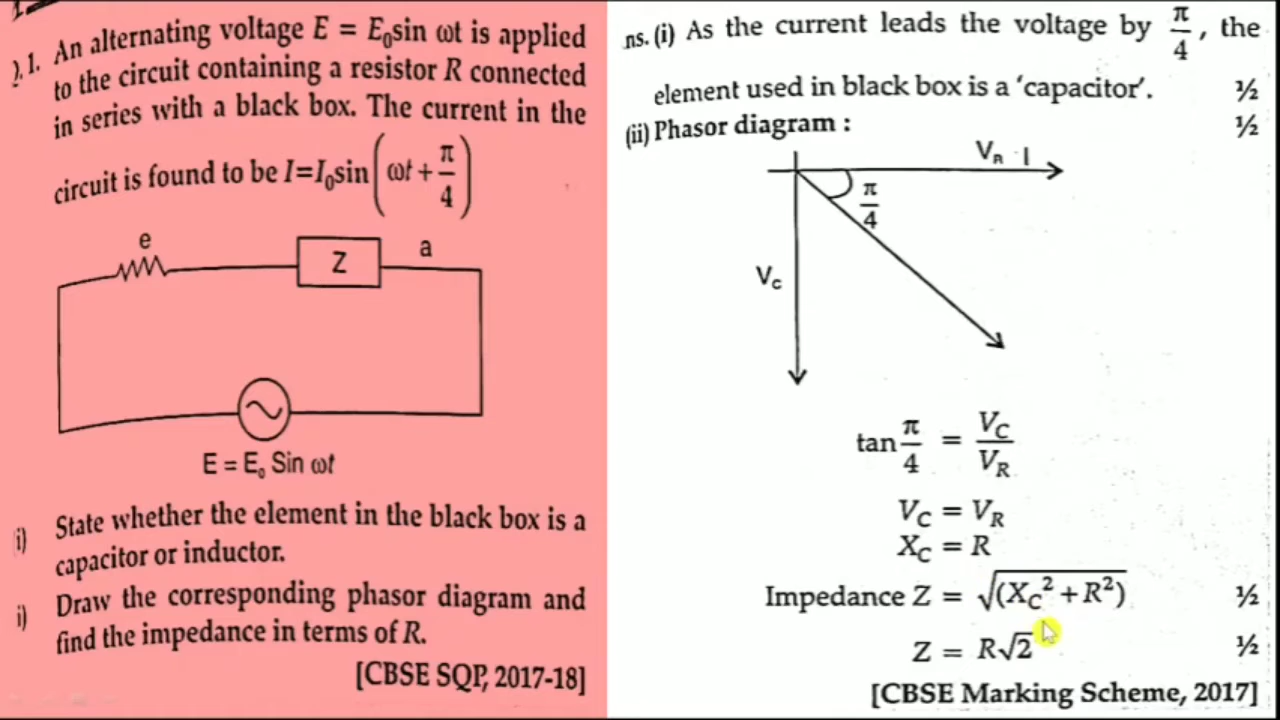 Q.1. An alternating voltage E = E₀sin ωt is applied
to the circuit containing a resistor R connected
in series with a black box. The current in the
circuit is found to be I=I₀sin(ωt + π/4)
e
Z
a
E = E₀ Sin ωt
i) State whether the element in the black box is a
capacitor or inductor.
i) Draw the corresponding phasor diagram and
find the impedance in terms of R.
[CBSE SQP, 2017-18]
ns. (i) As the current leads the voltage by π/4, the
element used in black box is a ‘capacitor’. ½
(ii) Phasor diagram : ½
V_R I
π/4
V_C
tan π/4 = V_C/V_R
V_C = V_R
X_C = R
Impedance Z = √(X_C² + R²) ½
Z = R√2 ½
[CBSE Marking Scheme, 2017]